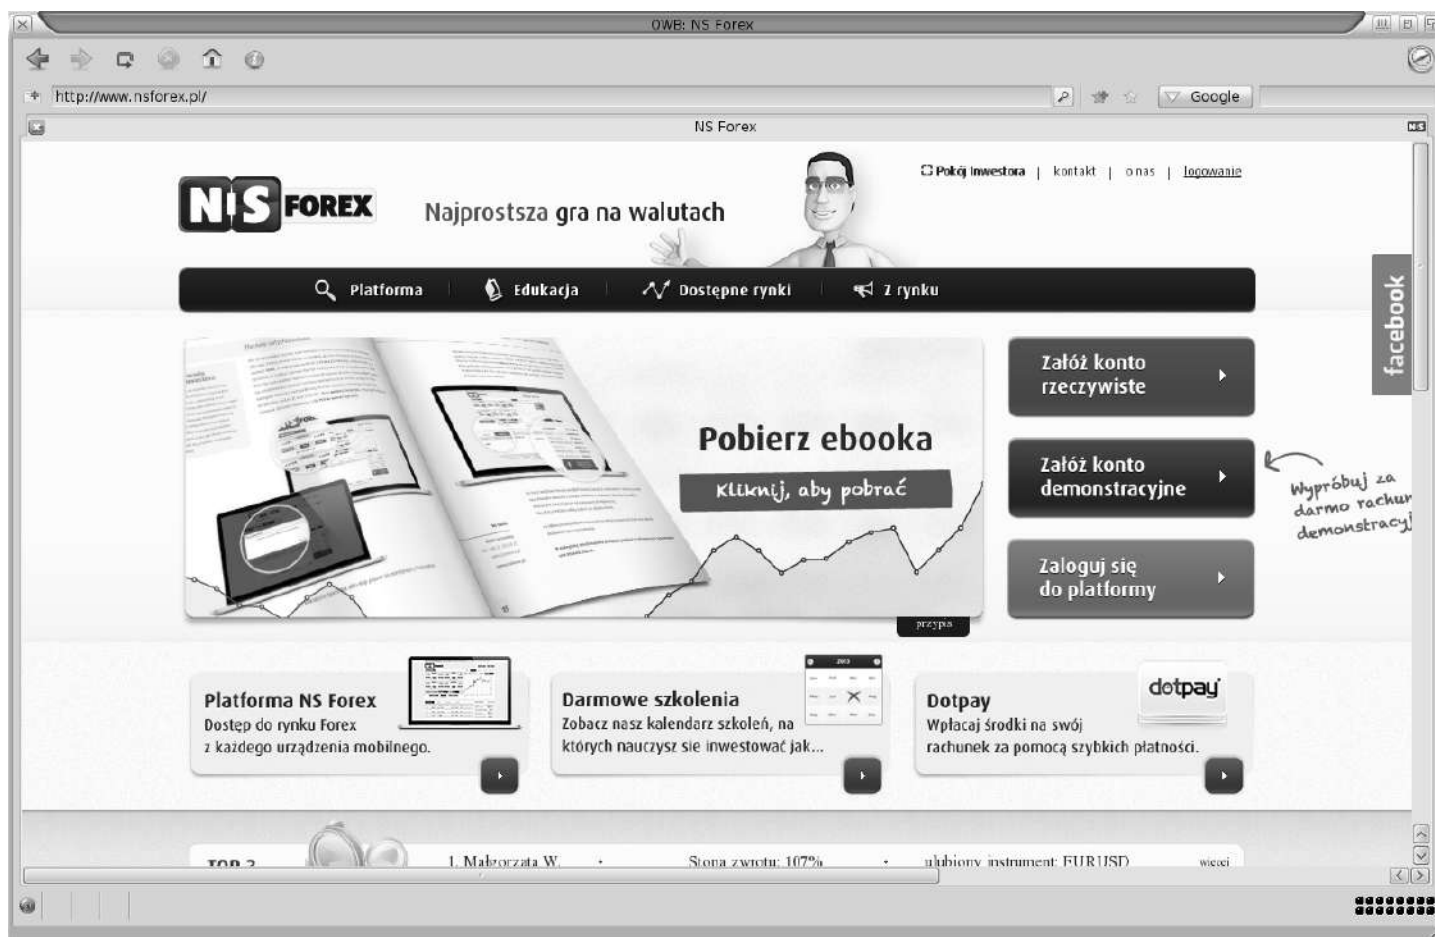 OWB: NS Forex
http://www.nsforex.pl/
Google
NS Forex
NS FOREX
Najprostsza gra na walutach
Pokój Inwestora | kontakt | o nas | logowanie
Platforma
Edukacja
Dostępne rynki
Z rynku
facebook
Pobierz ebooka
Kliknij, aby pobrać
Załóż konto
rzeczywiste
Załóż konto
demonstracyjne
Wypróbuj za
darmo rachun
demonstracyj
Zaloguj się
do platformy
przypis
Platforma NS Forex
Dostęp do rynku Forex
z każdego urządzenia mobilnego.
Darmowe szkolenia
Zobacz nasz kalendarz szkoleń, na
których nauczysz sie inwestować jak...
2013
Dotpay
Wpłacaj środki na swój
rachunek za pomocą szybkich płatności.
dotpay
TOP 3
1. Małgorzata W.
Stopa zwrotu: 107%
ulubiony instrument: EURUSD
więcej